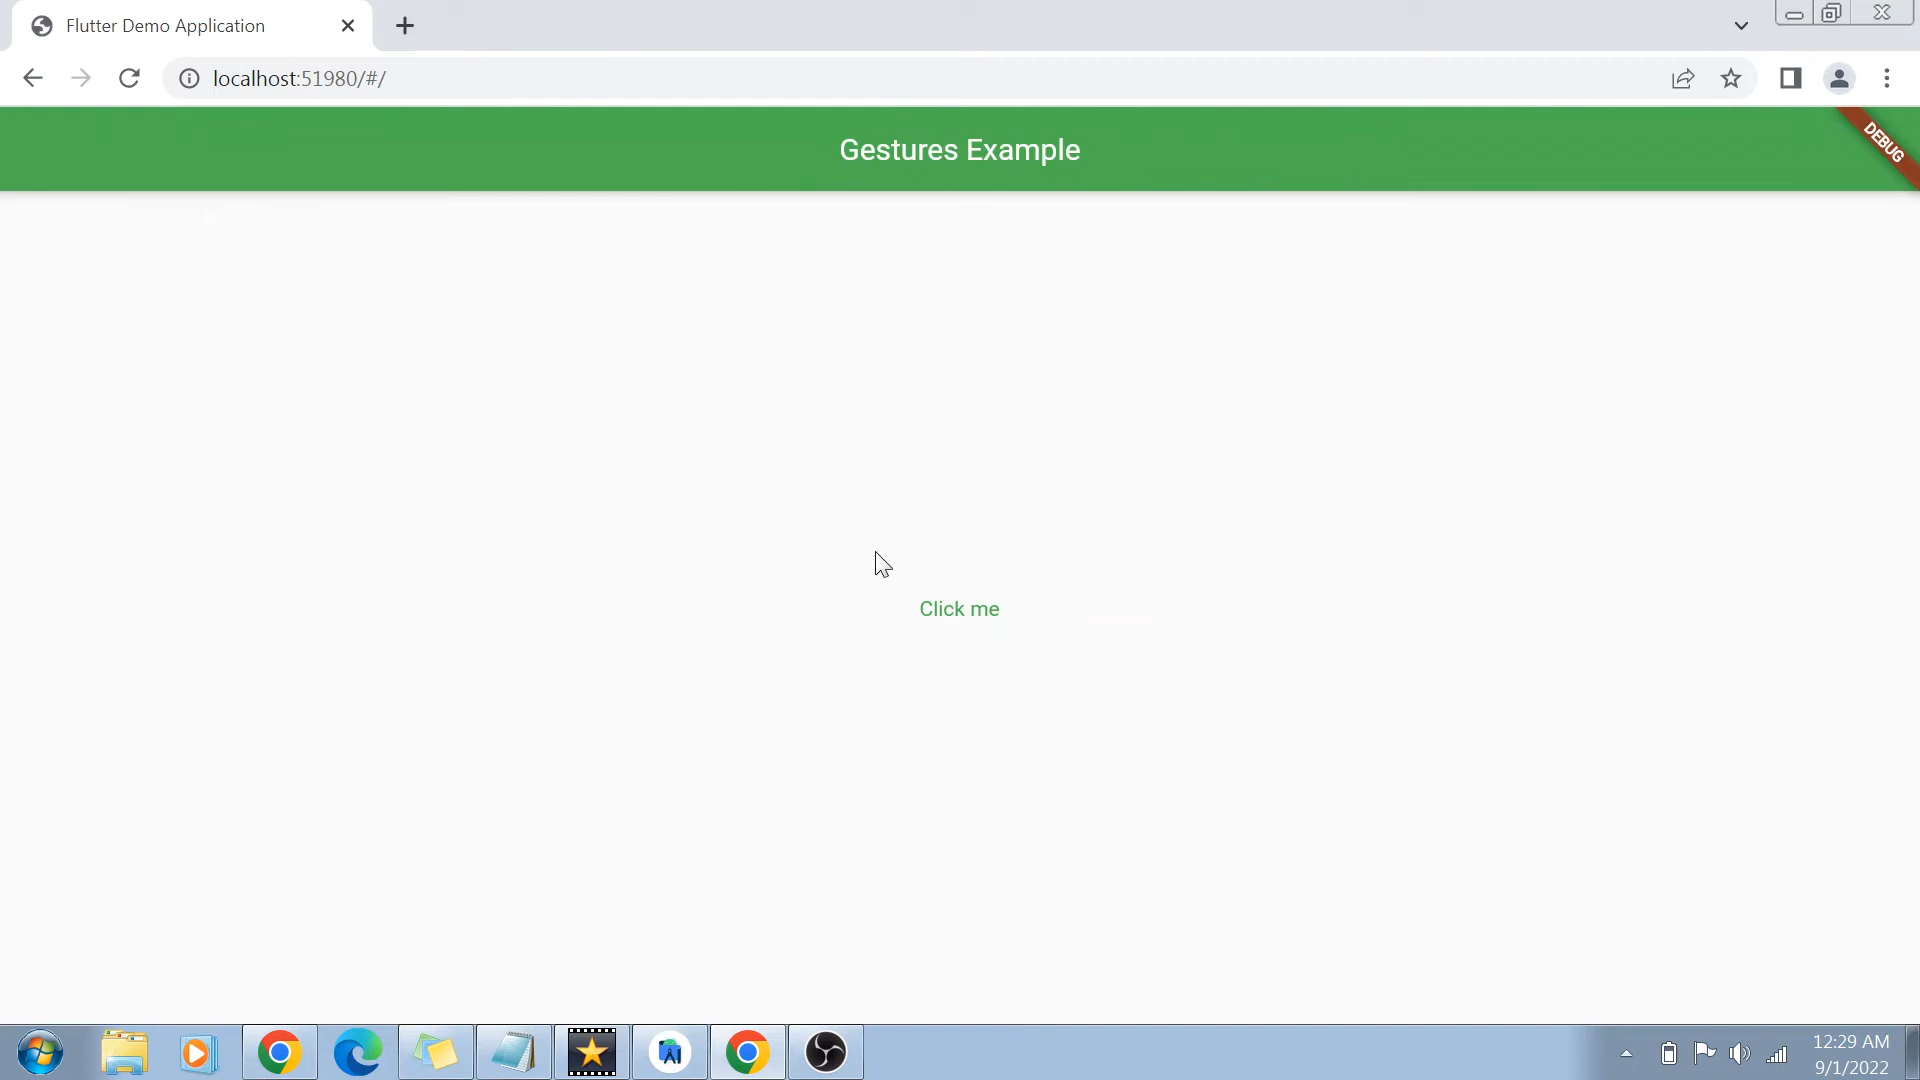 Flutter Demo Application
localhost:51980/#/
Gestures Example
DEBUG
Click me
12:29 AM
9/1/2022